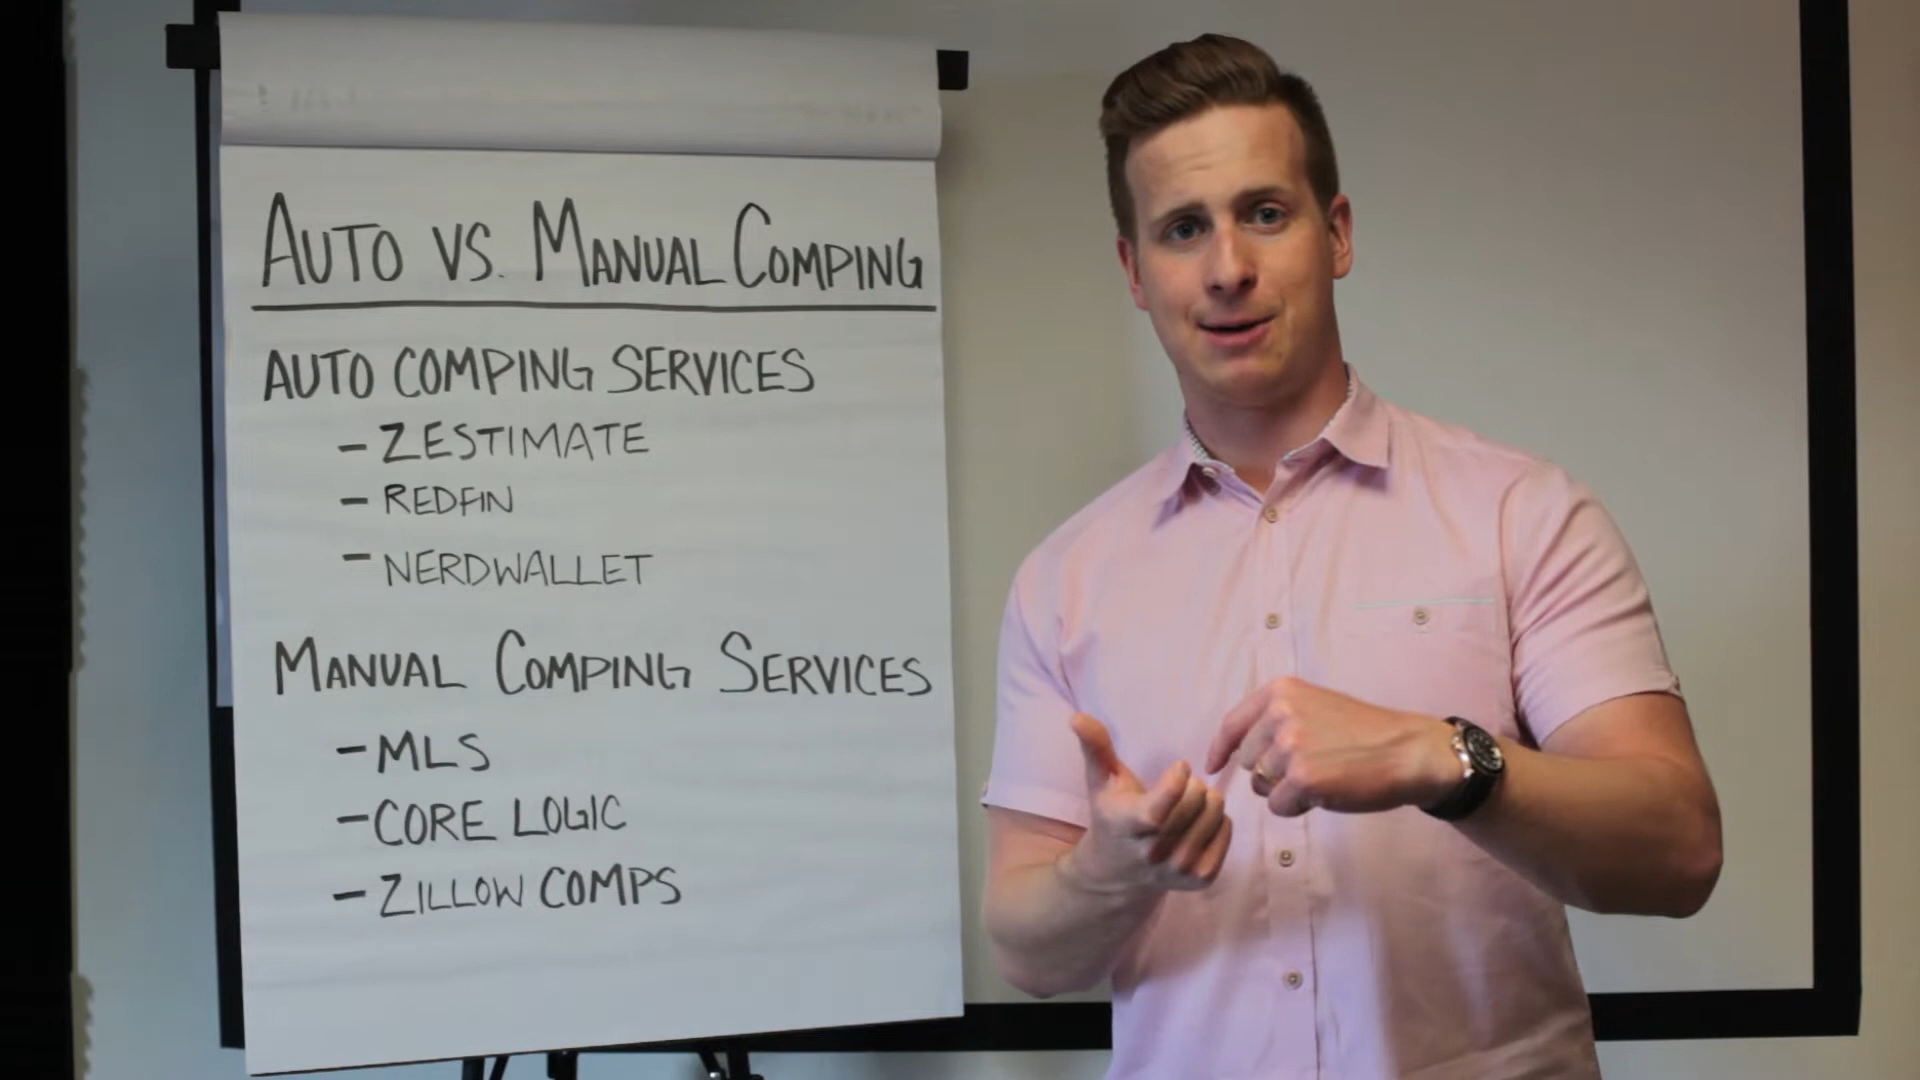 AUTO VS. MANUAL COMPING
AUTO COMPING SERVICES
- ZESTIMATE
- REDFIN
- NERDWALLET
MANUAL COMPING SERVICES
- MLS
- CORE LOGIC
- ZILLOW COMPS